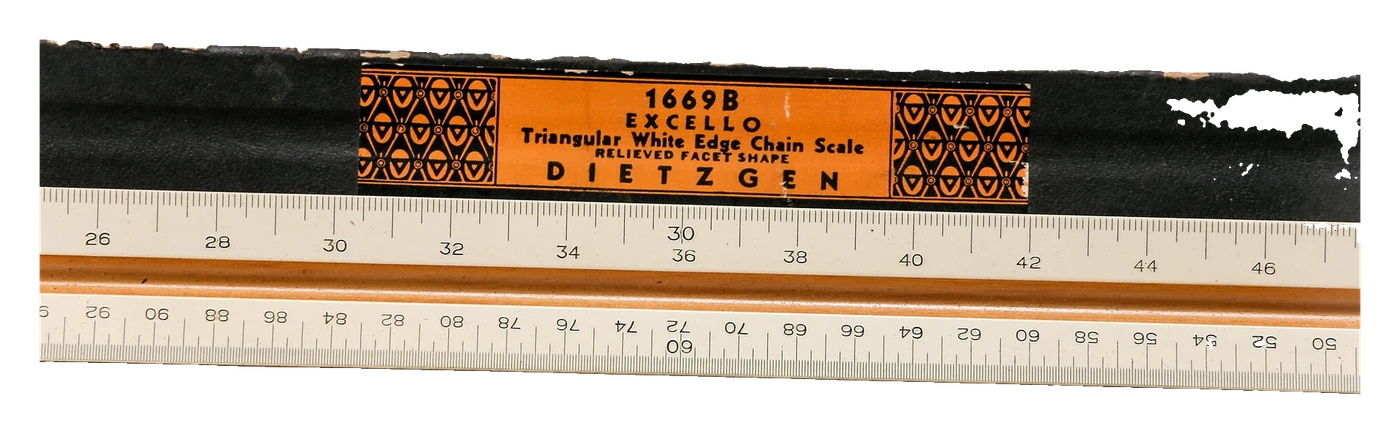 1669B
EXCELLO
Triangular White Edge Chain Scale
RELIEVED FACET SHAPE
DIETZGEN
26 28 30 32 34 36 38 40 42 44 46
30
92 90 88 86 84 82 80 78 76 74 72 70 68 66 64 62 60 58 56 54 52 50
60